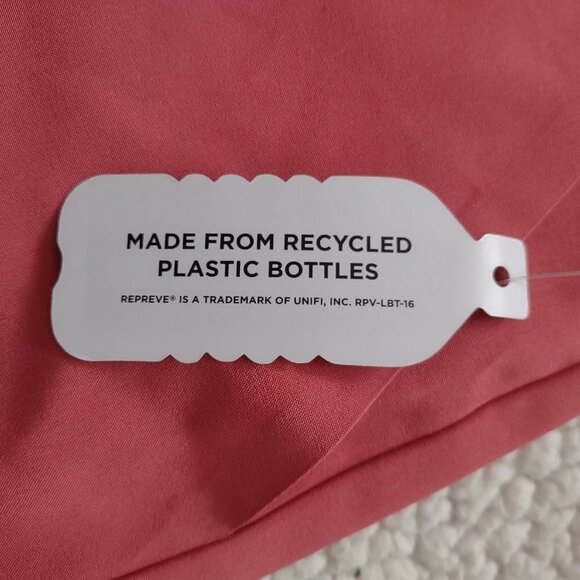 MADE FROM RECYCLED
PLASTIC BOTTLES
REPREVE® IS A TRADEMARK OF UNIFI, INC. RPV-LBT-16